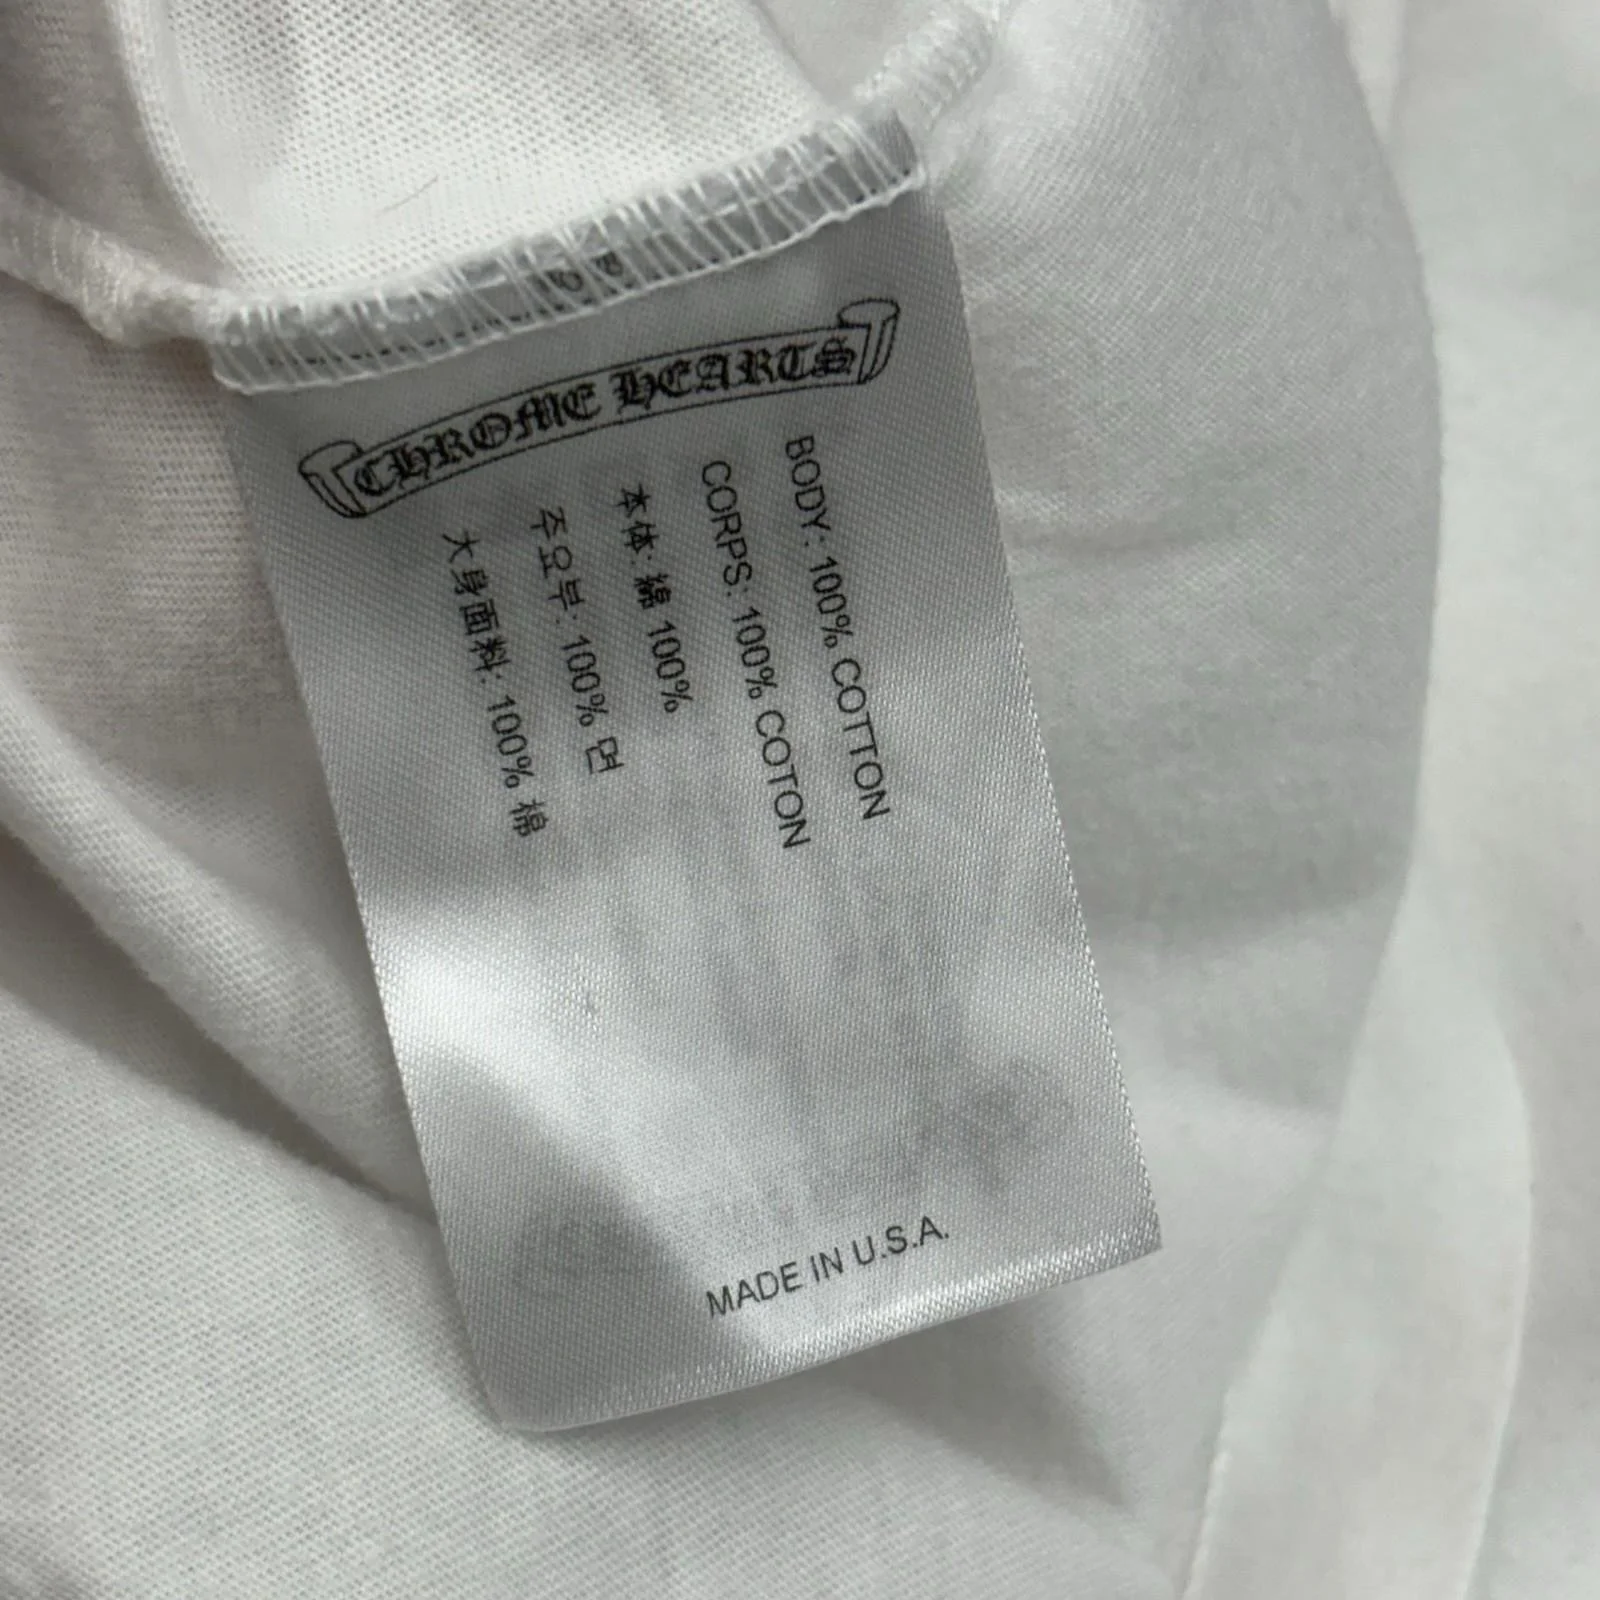 CHROME HEARTS
BODY: 100% COTTON
CORPS: 100% COTON
本体: 綿 100%
주요부: 100% 면
大身面料: 100% 棉
MADE IN U.S.A.